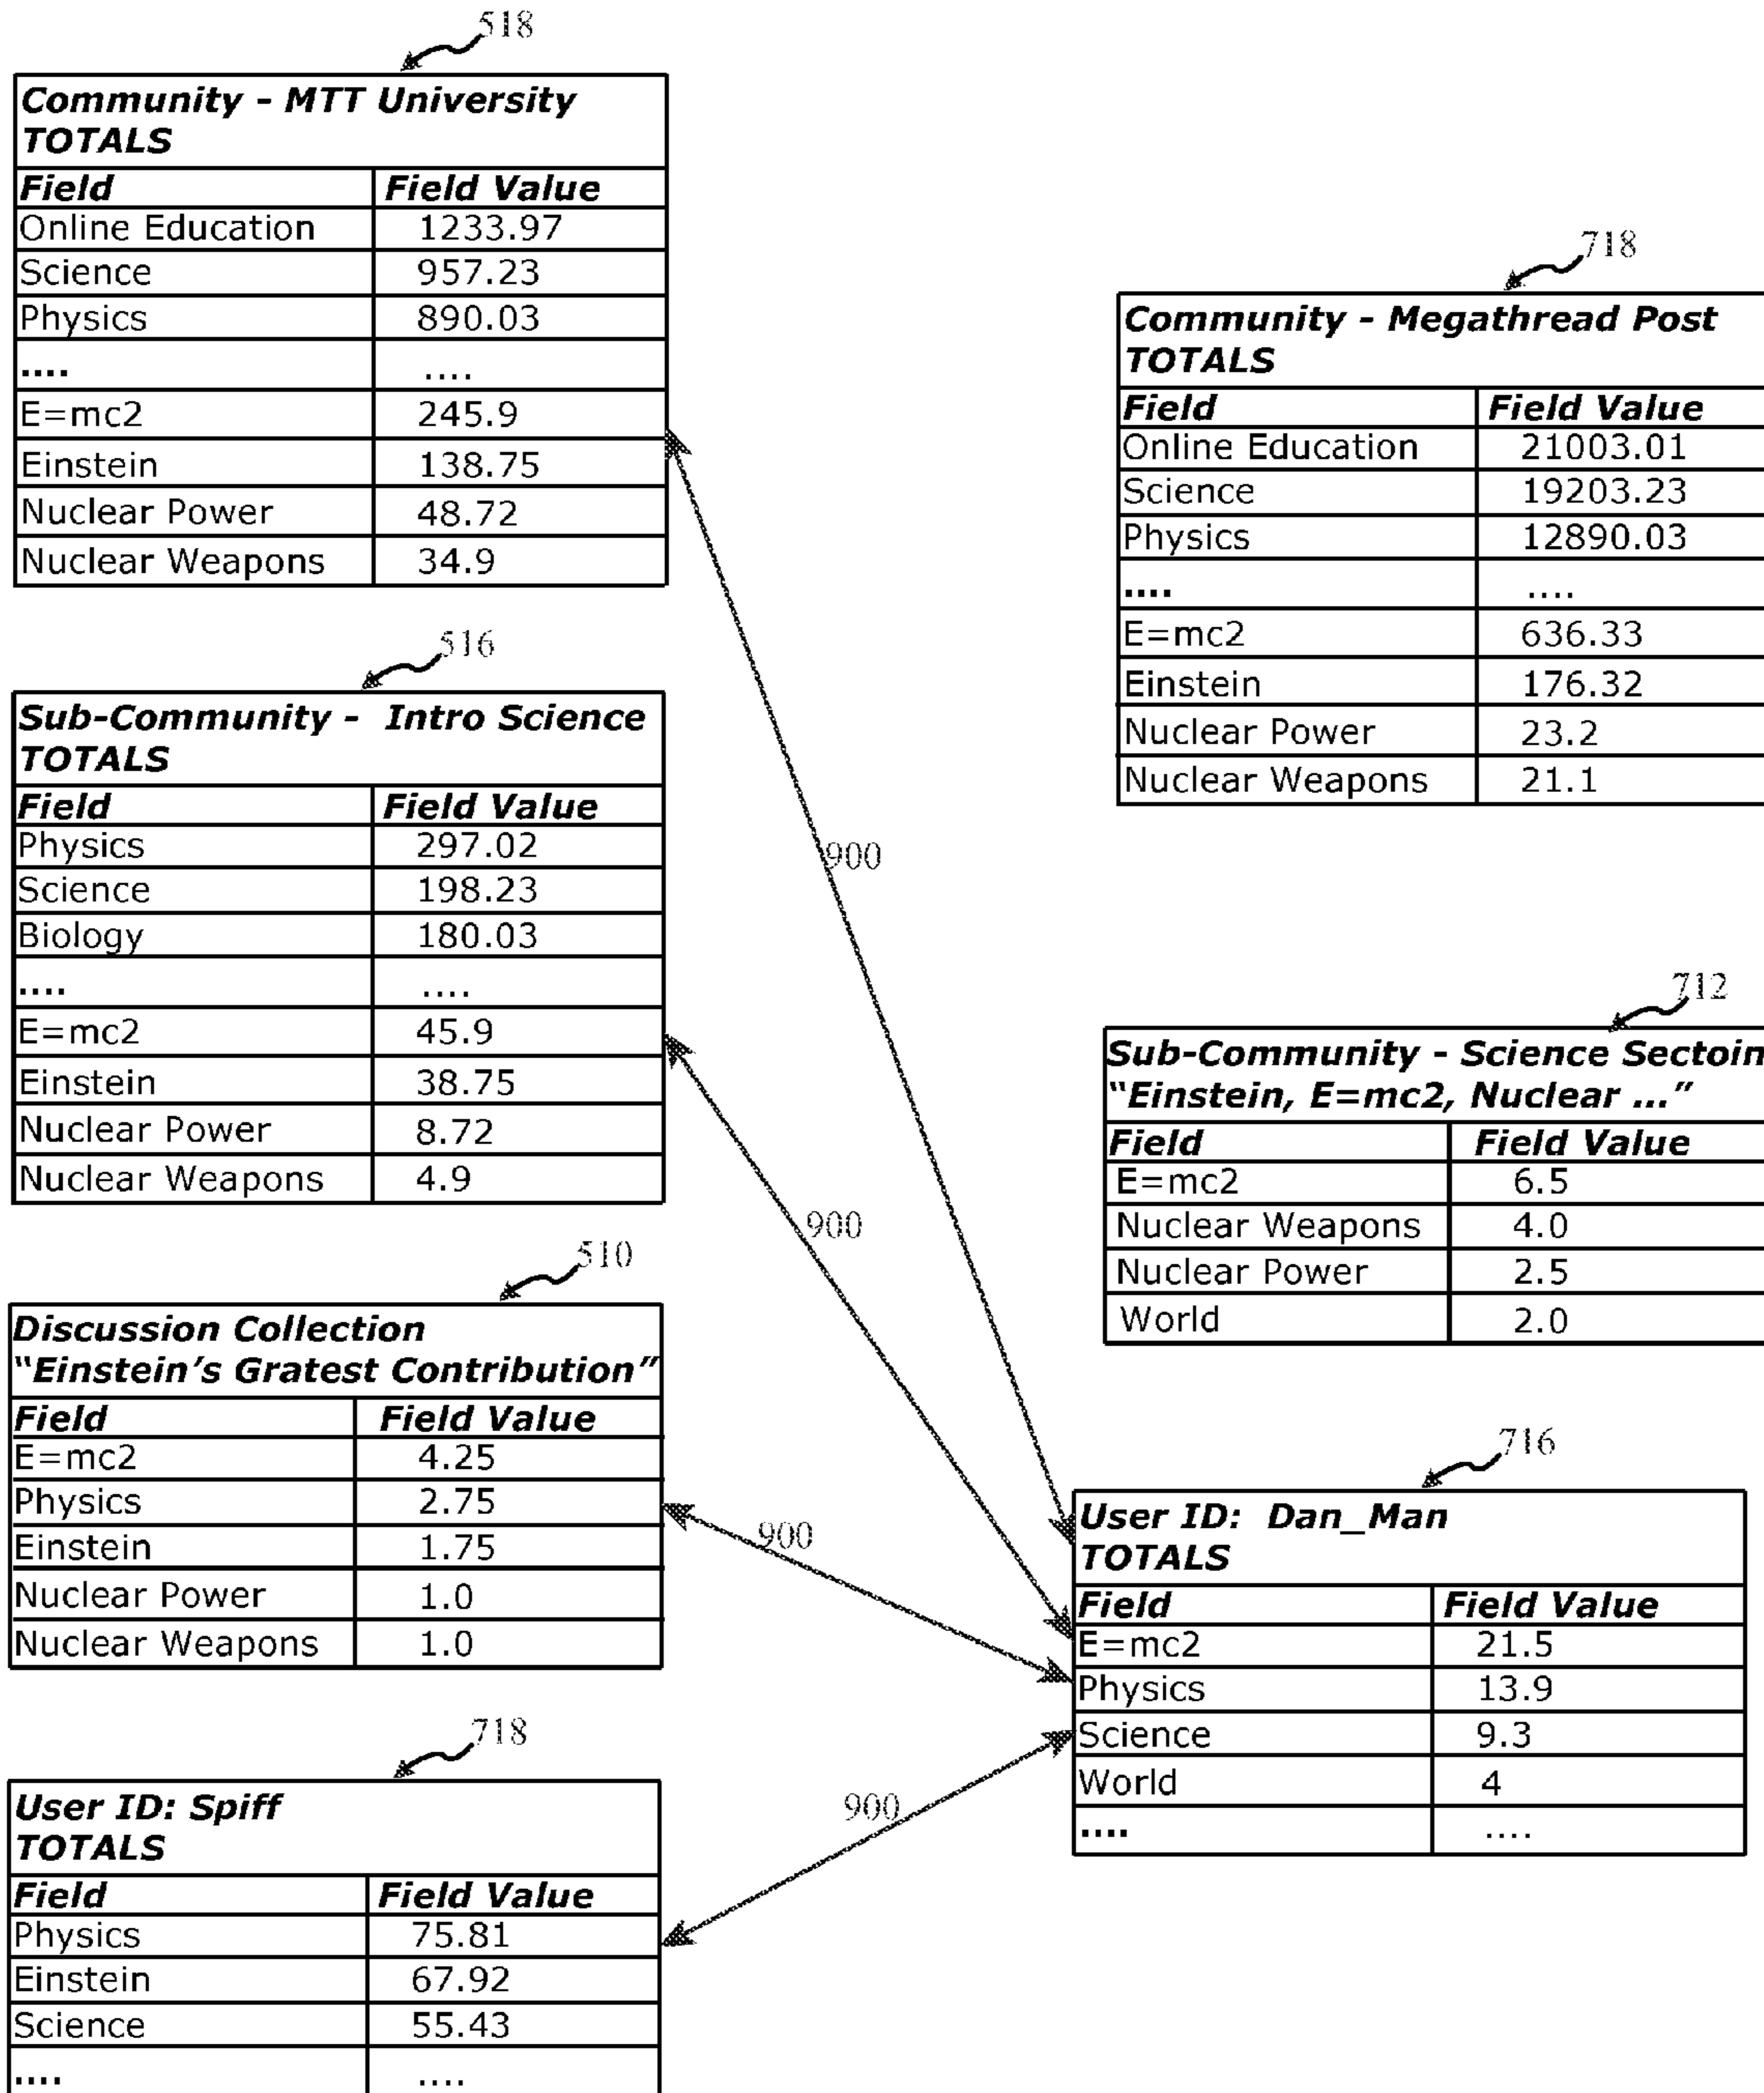 518
Community - MTT University
TOTALS
Field Field Value
Online Education 1233.97
Science 957.23
Physics 890.03
.... ....
E=mc2 245.9
Einstein 138.75
Nuclear Power 48.72
Nuclear Weapons 34.9
516
Sub-Community - Intro Science
TOTALS
Field Field Value
Physics 297.02
Science 198.23
Biology 180.03
.... ....
E=mc2 45.9
Einstein 38.75
Nuclear Power 8.72
Nuclear Weapons 4.9
510
Discussion Collection
“Einstein’s Gratest Contribution”
Field Field Value
E=mc2 4.25
Physics 2.75
Einstein 1.75
Nuclear Power 1.0
Nuclear Weapons 1.0
718
User ID: Spiff
TOTALS
Field Field Value
Physics 75.81
Einstein 67.92
Science 55.43
.... ....
900
900
900
900
718
Community - Megathread Post
TOTALS
Field Field Value
Online Education 21003.01
Science 19203.23
Physics 12890.03
.... ....
E=mc2 636.33
Einstein 176.32
Nuclear Power 23.2
Nuclear Weapons 21.1
712
Sub-Community - Science Sectoin
“Einstein, E=mc2, Nuclear ...”
Field Field Value
E=mc2 6.5
Nuclear Weapons 4.0
Nuclear Power 2.5
World 2.0
716
User ID: Dan_Man
TOTALS
Field Field Value
E=mc2 21.5
Physics 13.9
Science 9.3
World 4
.... ....